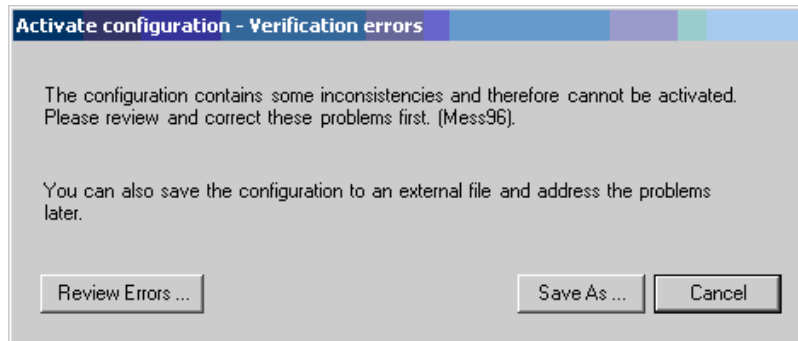 Activate configuration - Verification errors
The configuration contains some inconsistencies and therefore cannot be activated.
Please review and correct these problems first. (Mess96).
You can also save the configuration to an external file and address the problems
later.
Review Errors ...
Save As ...
Cancel